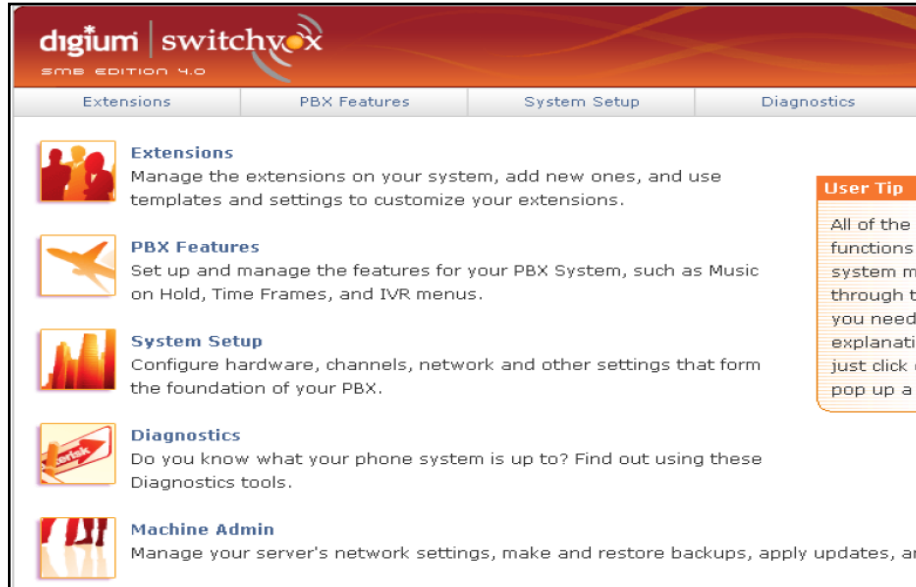 digium switchvox
SMB EDITION 4.0
Extensions PBX Features System Setup Diagnostics
Extensions
Manage the extensions on your system, add new ones, and use
templates and settings to customize your extensions.
PBX Features
Set up and manage the features for your PBX System, such as Music
on Hold, Time Frames, and IVR menus.
System Setup
Configure hardware, channels, network and other settings that form
the foundation of your PBX.
Diagnostics
Do you know what your phone system is up to? Find out using these
Diagnostics tools.
Machine Admin
Manage your server's network settings, make and restore backups, apply updates,
User Tip
All of the
functions
system
through
you need
just click
pop up a